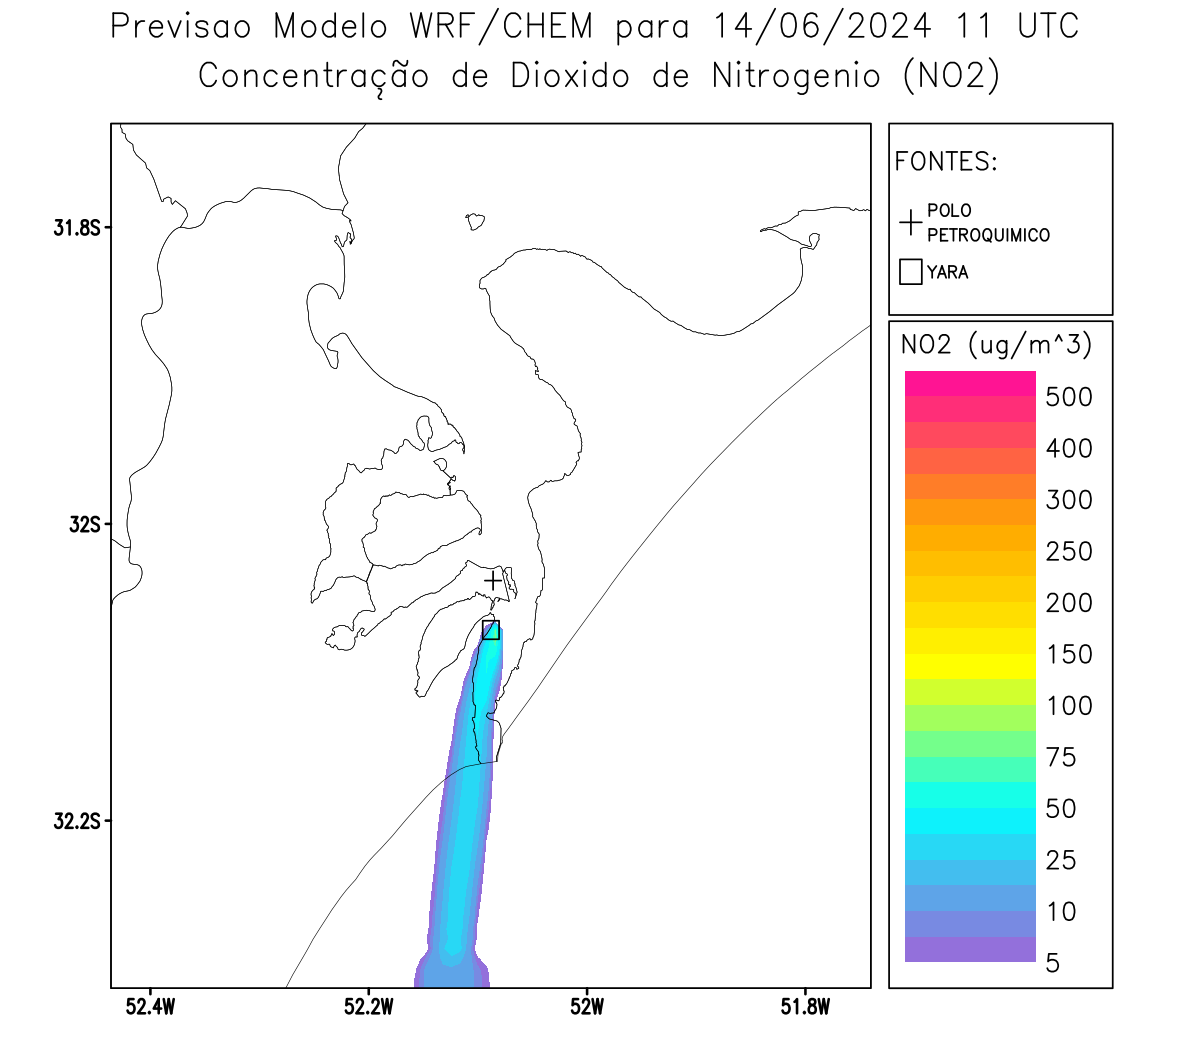 Previsao Modelo WRF/CHEM para 14/06/2024 11 UTC
Concentração de Dioxido de Nitrogenio (NO2)
FONTES:
POLO
PETROQUIMICO
YARA
NO2 (ug/m^3)
500
400
300
250
200
150
100
75
50
25
10
5
31.8S
32S
32.2S
52.4W
52.2W
52W
51.8W